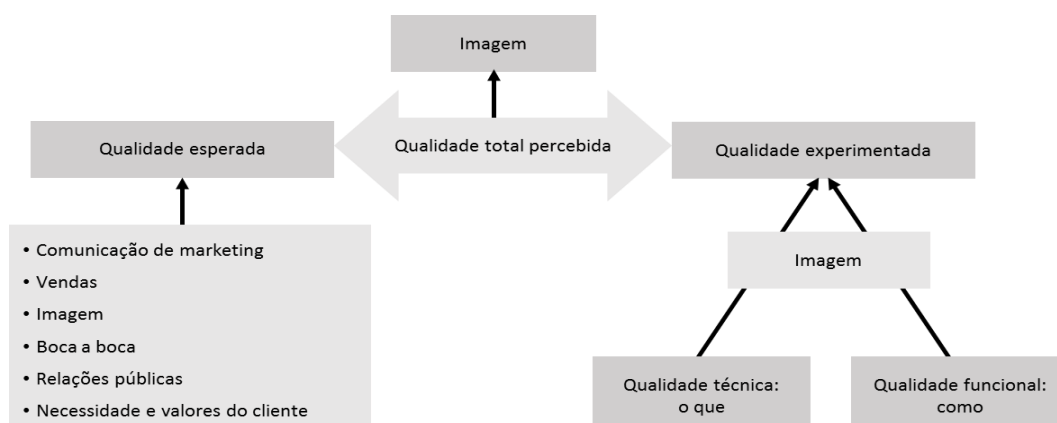 Imagem
Qualidade esperada
Qualidade total percebida
Qualidade experimentada
• Comunicação de marketing
• Vendas
• Imagem
• Boca a boca
• Relações públicas
• Necessidade e valores do cliente
Imagem
Qualidade técnica:
o que
Qualidade funcional:
como